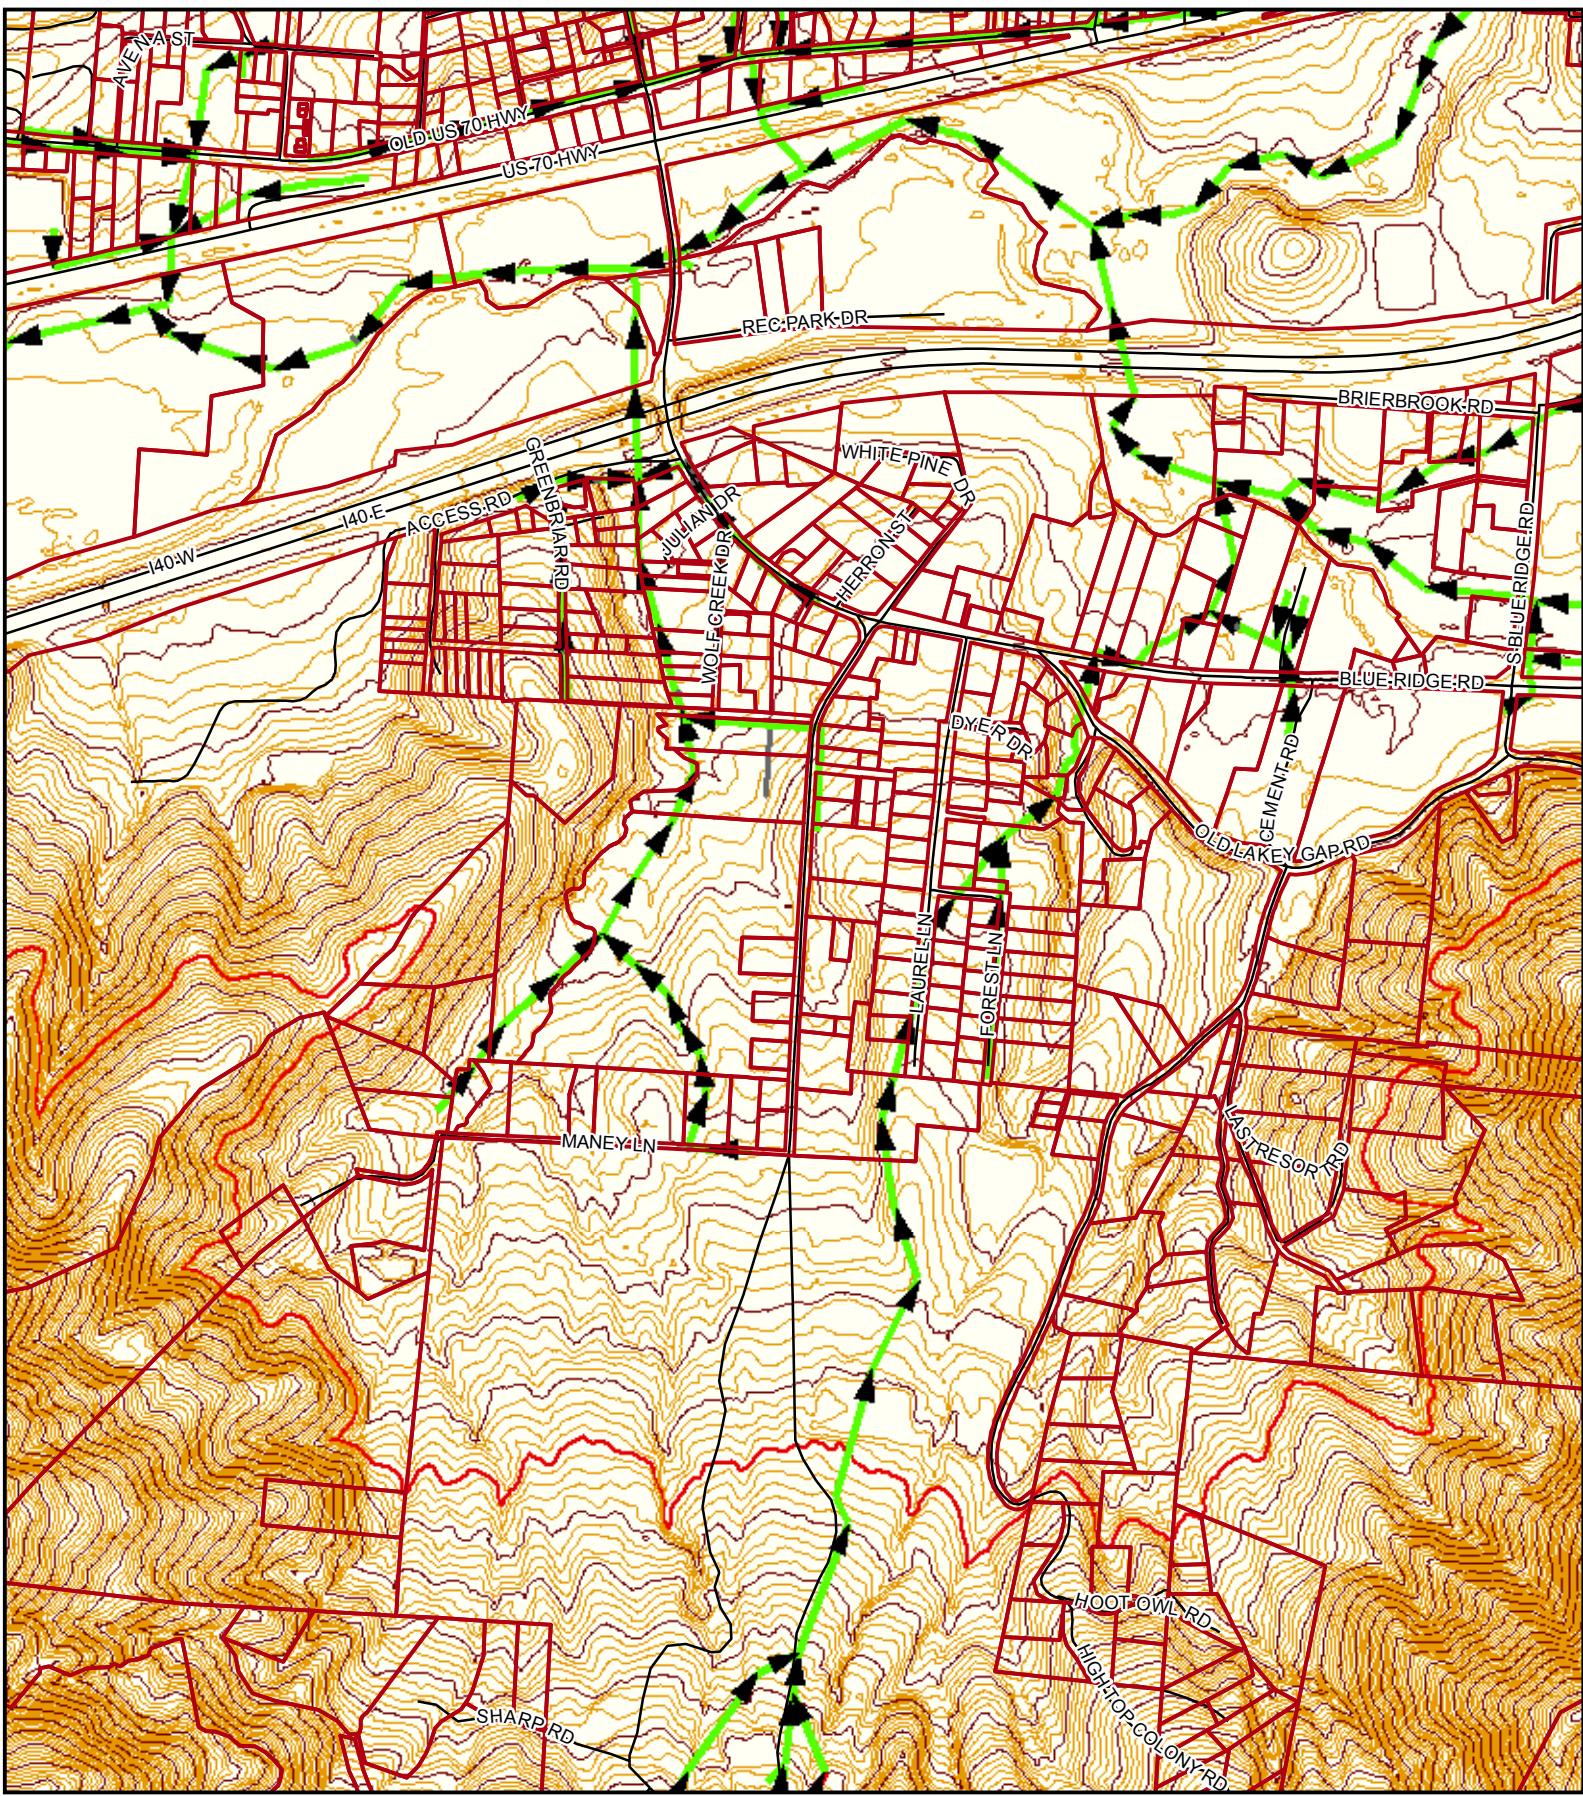 AVEN A ST
OLD US 70 HWY
US 70 HWY
REC PARK DR
BRIERBROOK RD
WHITE PINE DR
GREENBRIAR RD
ACCESS RD
I40 E
I40 W
JULIAN DR
HERRON ST
WOLF CREEK DR
S BLUE RIDGE RD
BLUE RIDGE RD
DYER DR
CEMENT RD
OLD LAKEY GAP RD
LAUREL LN
FOREST LN
MANEY LN
LASTRESORT RD
HOOT OWL RD
HIGH TOP COLONY RD
SHARP RD